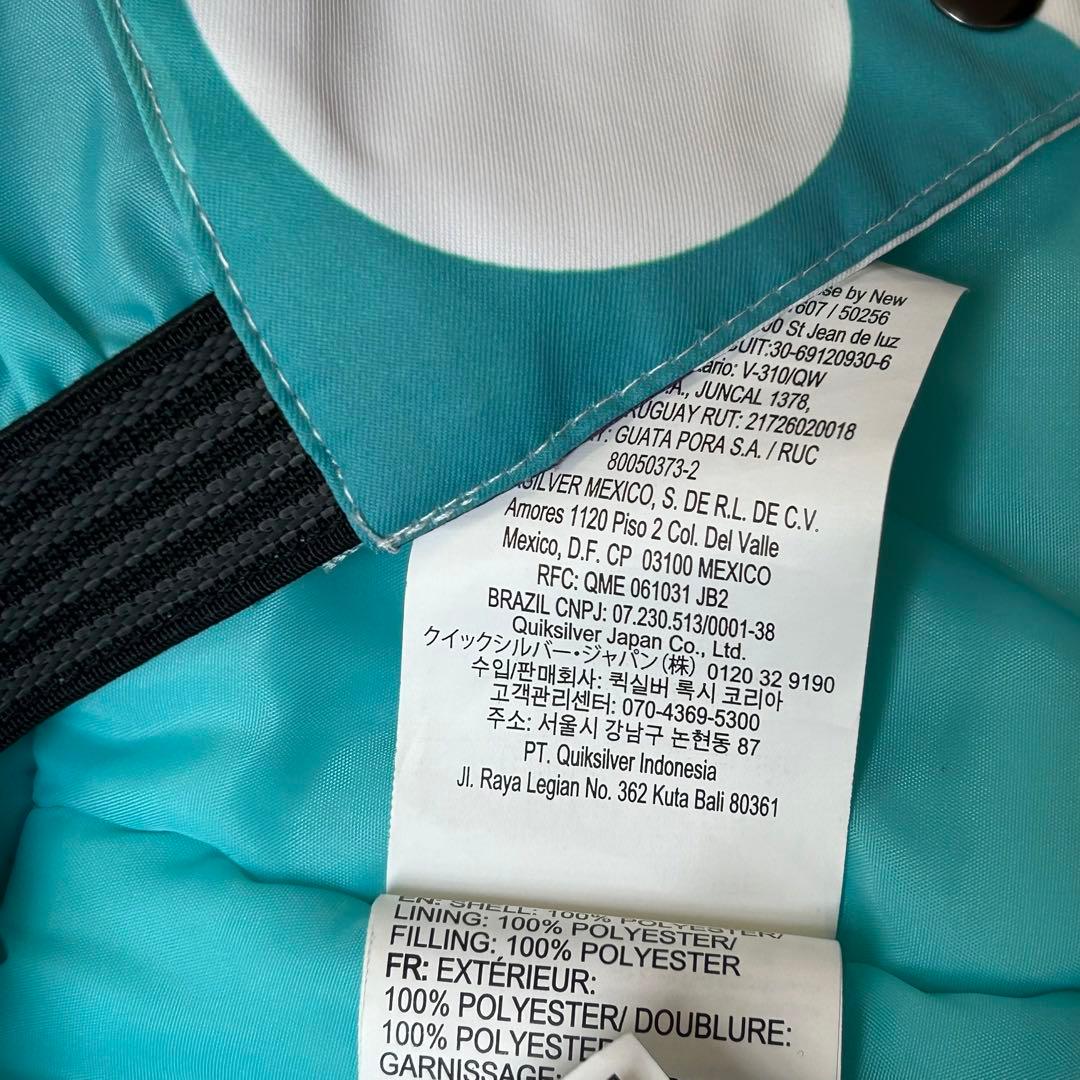 by New
/ 50256
St Jean de luz
30-69120930-6
V-310/QW
JUNCAL 1378,
RUT: 21726020018
GUATA PORA S.A. / RUC
80050373-2
MEXICO, S. DE R.L. DE C.V.
Amores 1120 Piso 2 Col. Del Valle
Mexico, D.F. CP 03100 MEXICO
RFC: QME 061031 JB2
BRAZIL CNPJ: 07.230.513/0001-38
Quiksilver Japan Co., Ltd.
クイックシルバー・ジャパン(株) 0120 32 9190
수입/판매회사: 퀵실버 록시 코리아
고객관리센터: 070-4369-5300
주소: 서울시 강남구 논현동 87
PT. Quiksilver Indonesia
Jl. Raya Legian No. 362 Kuta Bali 80361
EN: SHELL: 100% POLYESTER/
LINING: 100% POLYESTER/
FILLING: 100% POLYESTER
FR: EXTÉRIEUR:
100% POLYESTER/ DOUBLURE:
100%
GARNISSAGE: